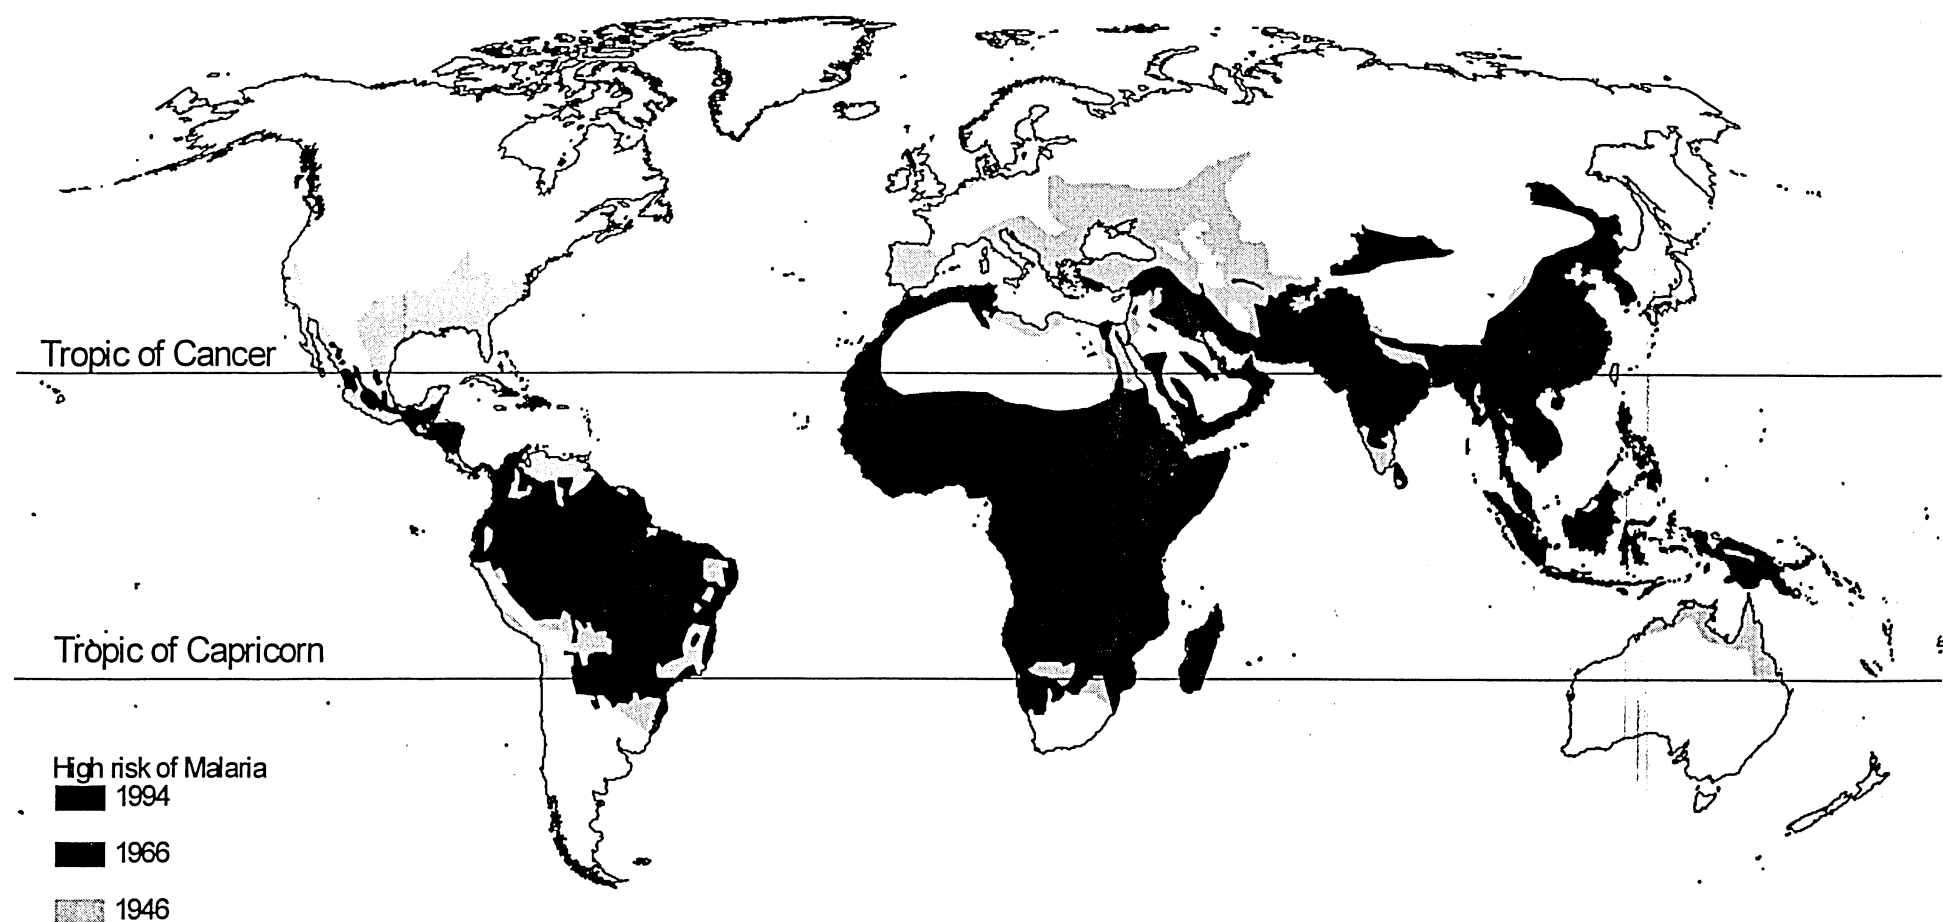 Tropic of Cancer
Tropic of Capricorn
High risk of Malaria
1994
1966
1946